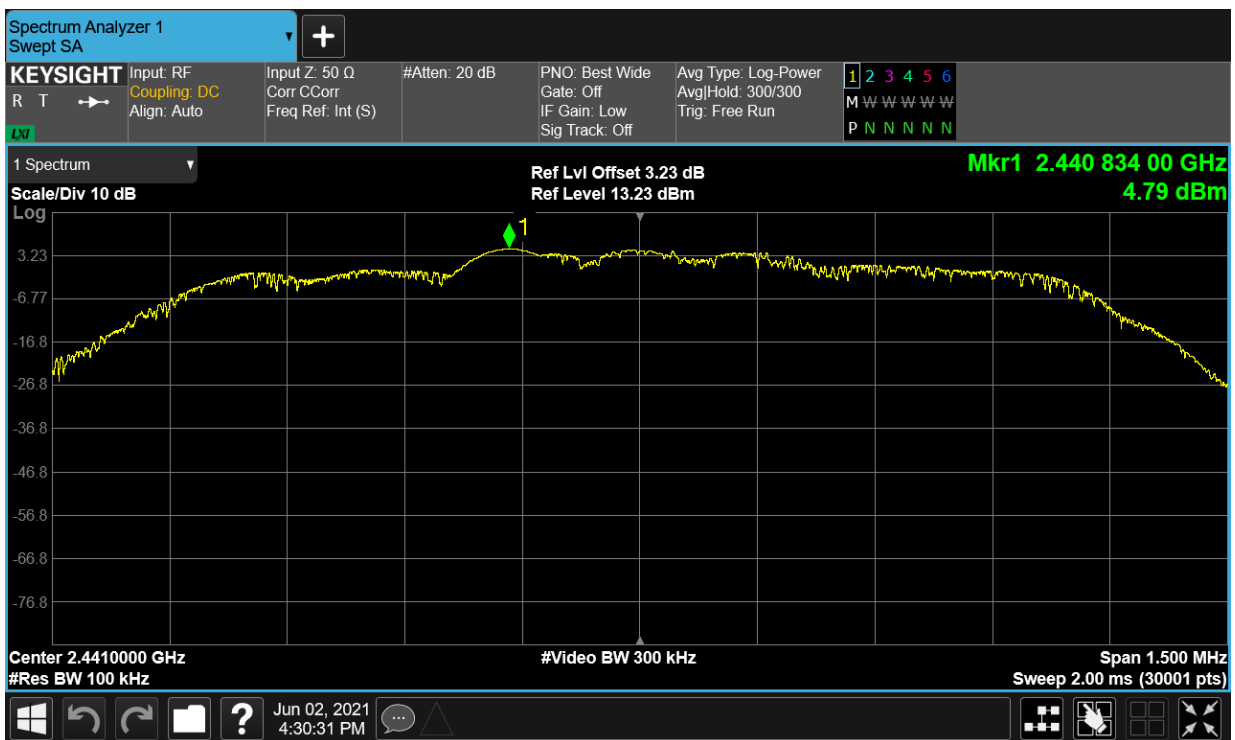 Spectrum Analyzer 1
Swept SA
+
KEYSIGHT
R T
LXI
Input: RF
Coupling: DC
Align: Auto
Input Z: 50 Ω
Corr CCorr
Freq Ref: Int (S)
#Atten: 20 dB
PNO: Best Wide
Gate: Off
IF Gain: Low
Sig Track: Off
Avg Type: Log-Power
Avg|Hold: 300/300
Trig: Free Run
1 2 3 4 5 6
M W W W W W
P N N N N N
1 Spectrum
Scale/Div 10 dB
Ref Lvl Offset 3.23 dB
Ref Level 13.23 dBm
Mkr1 2.440 834 00 GHz
4.79 dBm
Log
1
3.23
-6.77
-16.8
-26.8
-36.8
-46.8
-56.8
-66.8
-76.8
Center 2.4410000 GHz
#Res BW 100 kHz
#Video BW 300 kHz
Span 1.500 MHz
Sweep 2.00 ms (30001 pts)
?
Jun 02, 2021
4:30:31 PM